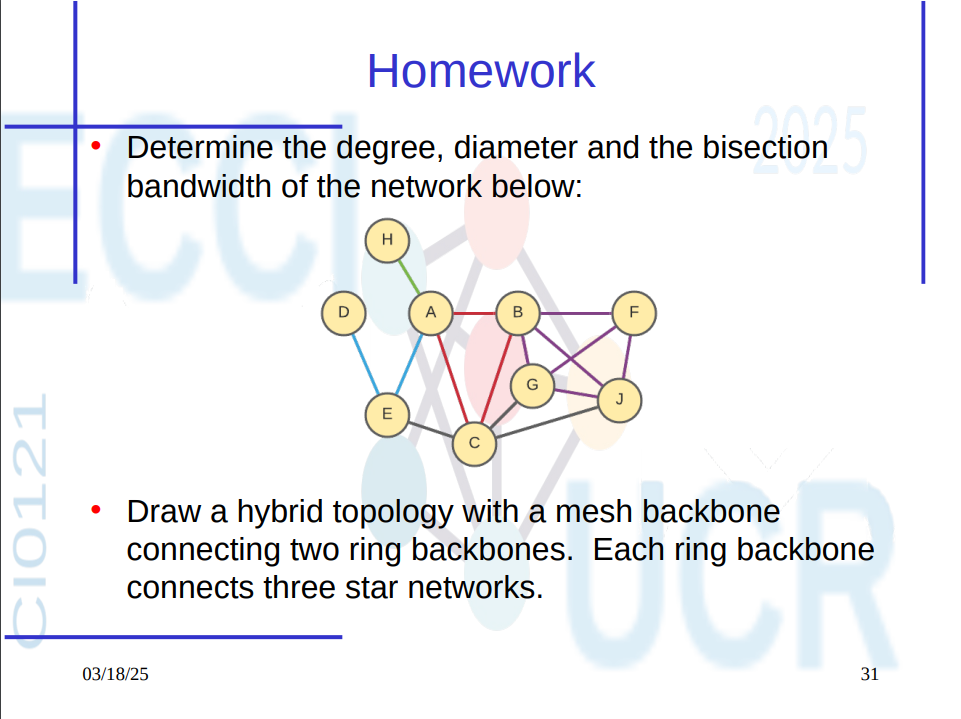 Homework
ECCI
2025
• Determine the degree, diameter and the bisection
bandwidth of the network below:
H
D
A
B
F
G
J
E
C
CI0121
• Draw a hybrid topology with a mesh backbone
connecting two ring backbones.  Each ring backbone
connects three star networks.
UCR
03/18/25
31